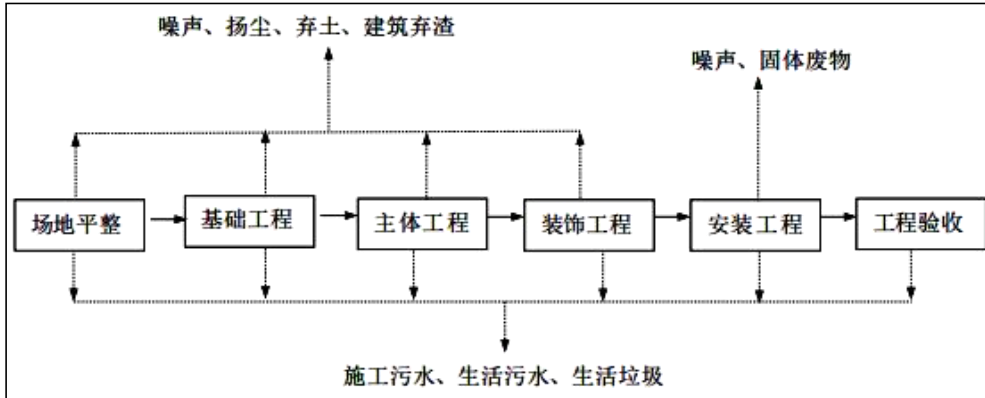 噪声、扬尘、弃土、建筑弃渣
噪声、固体废物
场地平整
基础工程
主体工程
装饰工程
安装工程
工程验收
施工污水、生活污水、生活垃圾